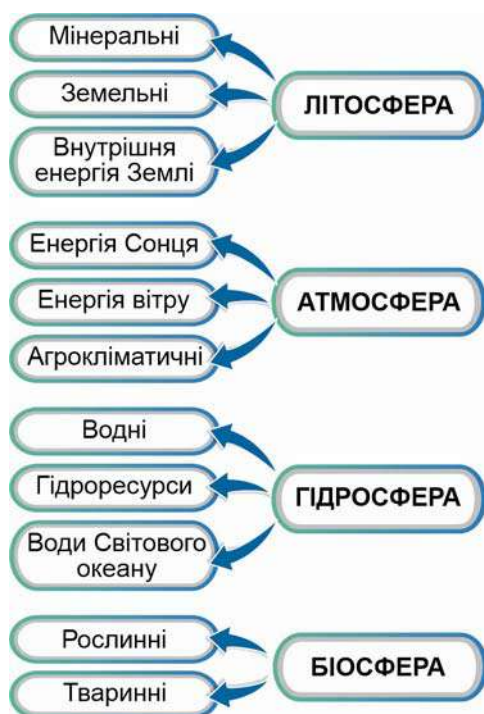 Мінеральні
Земельні
Внутрішня
енергія Землі
ЛІТОСФЕРА
Енергія Сонця
Енергія вітру
Агрокліматичні
АТМОСФЕРА
Водні
Гідроресурси
Води Світового
океану
ГІДРОСФЕРА
Рослинні
Тваринні
БІОСФЕРА